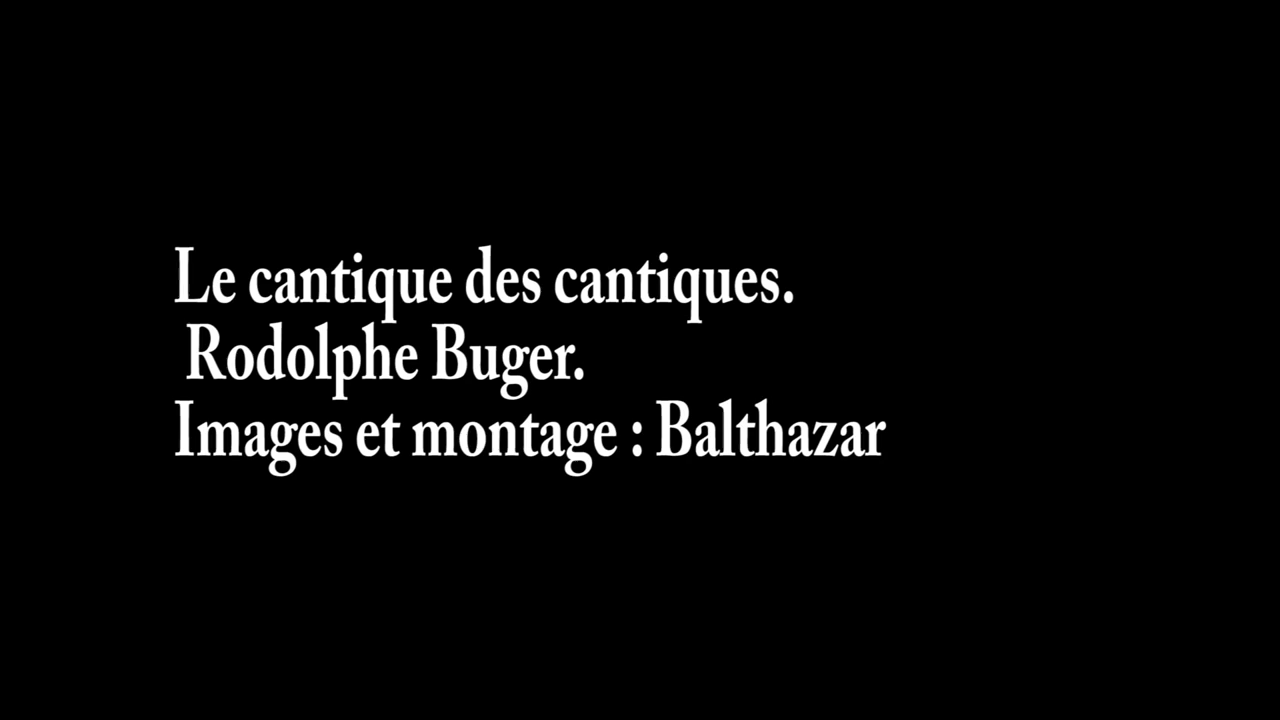 Le cantique des cantiques.
Rodolphe Buger.
Images et montage : Balthazar